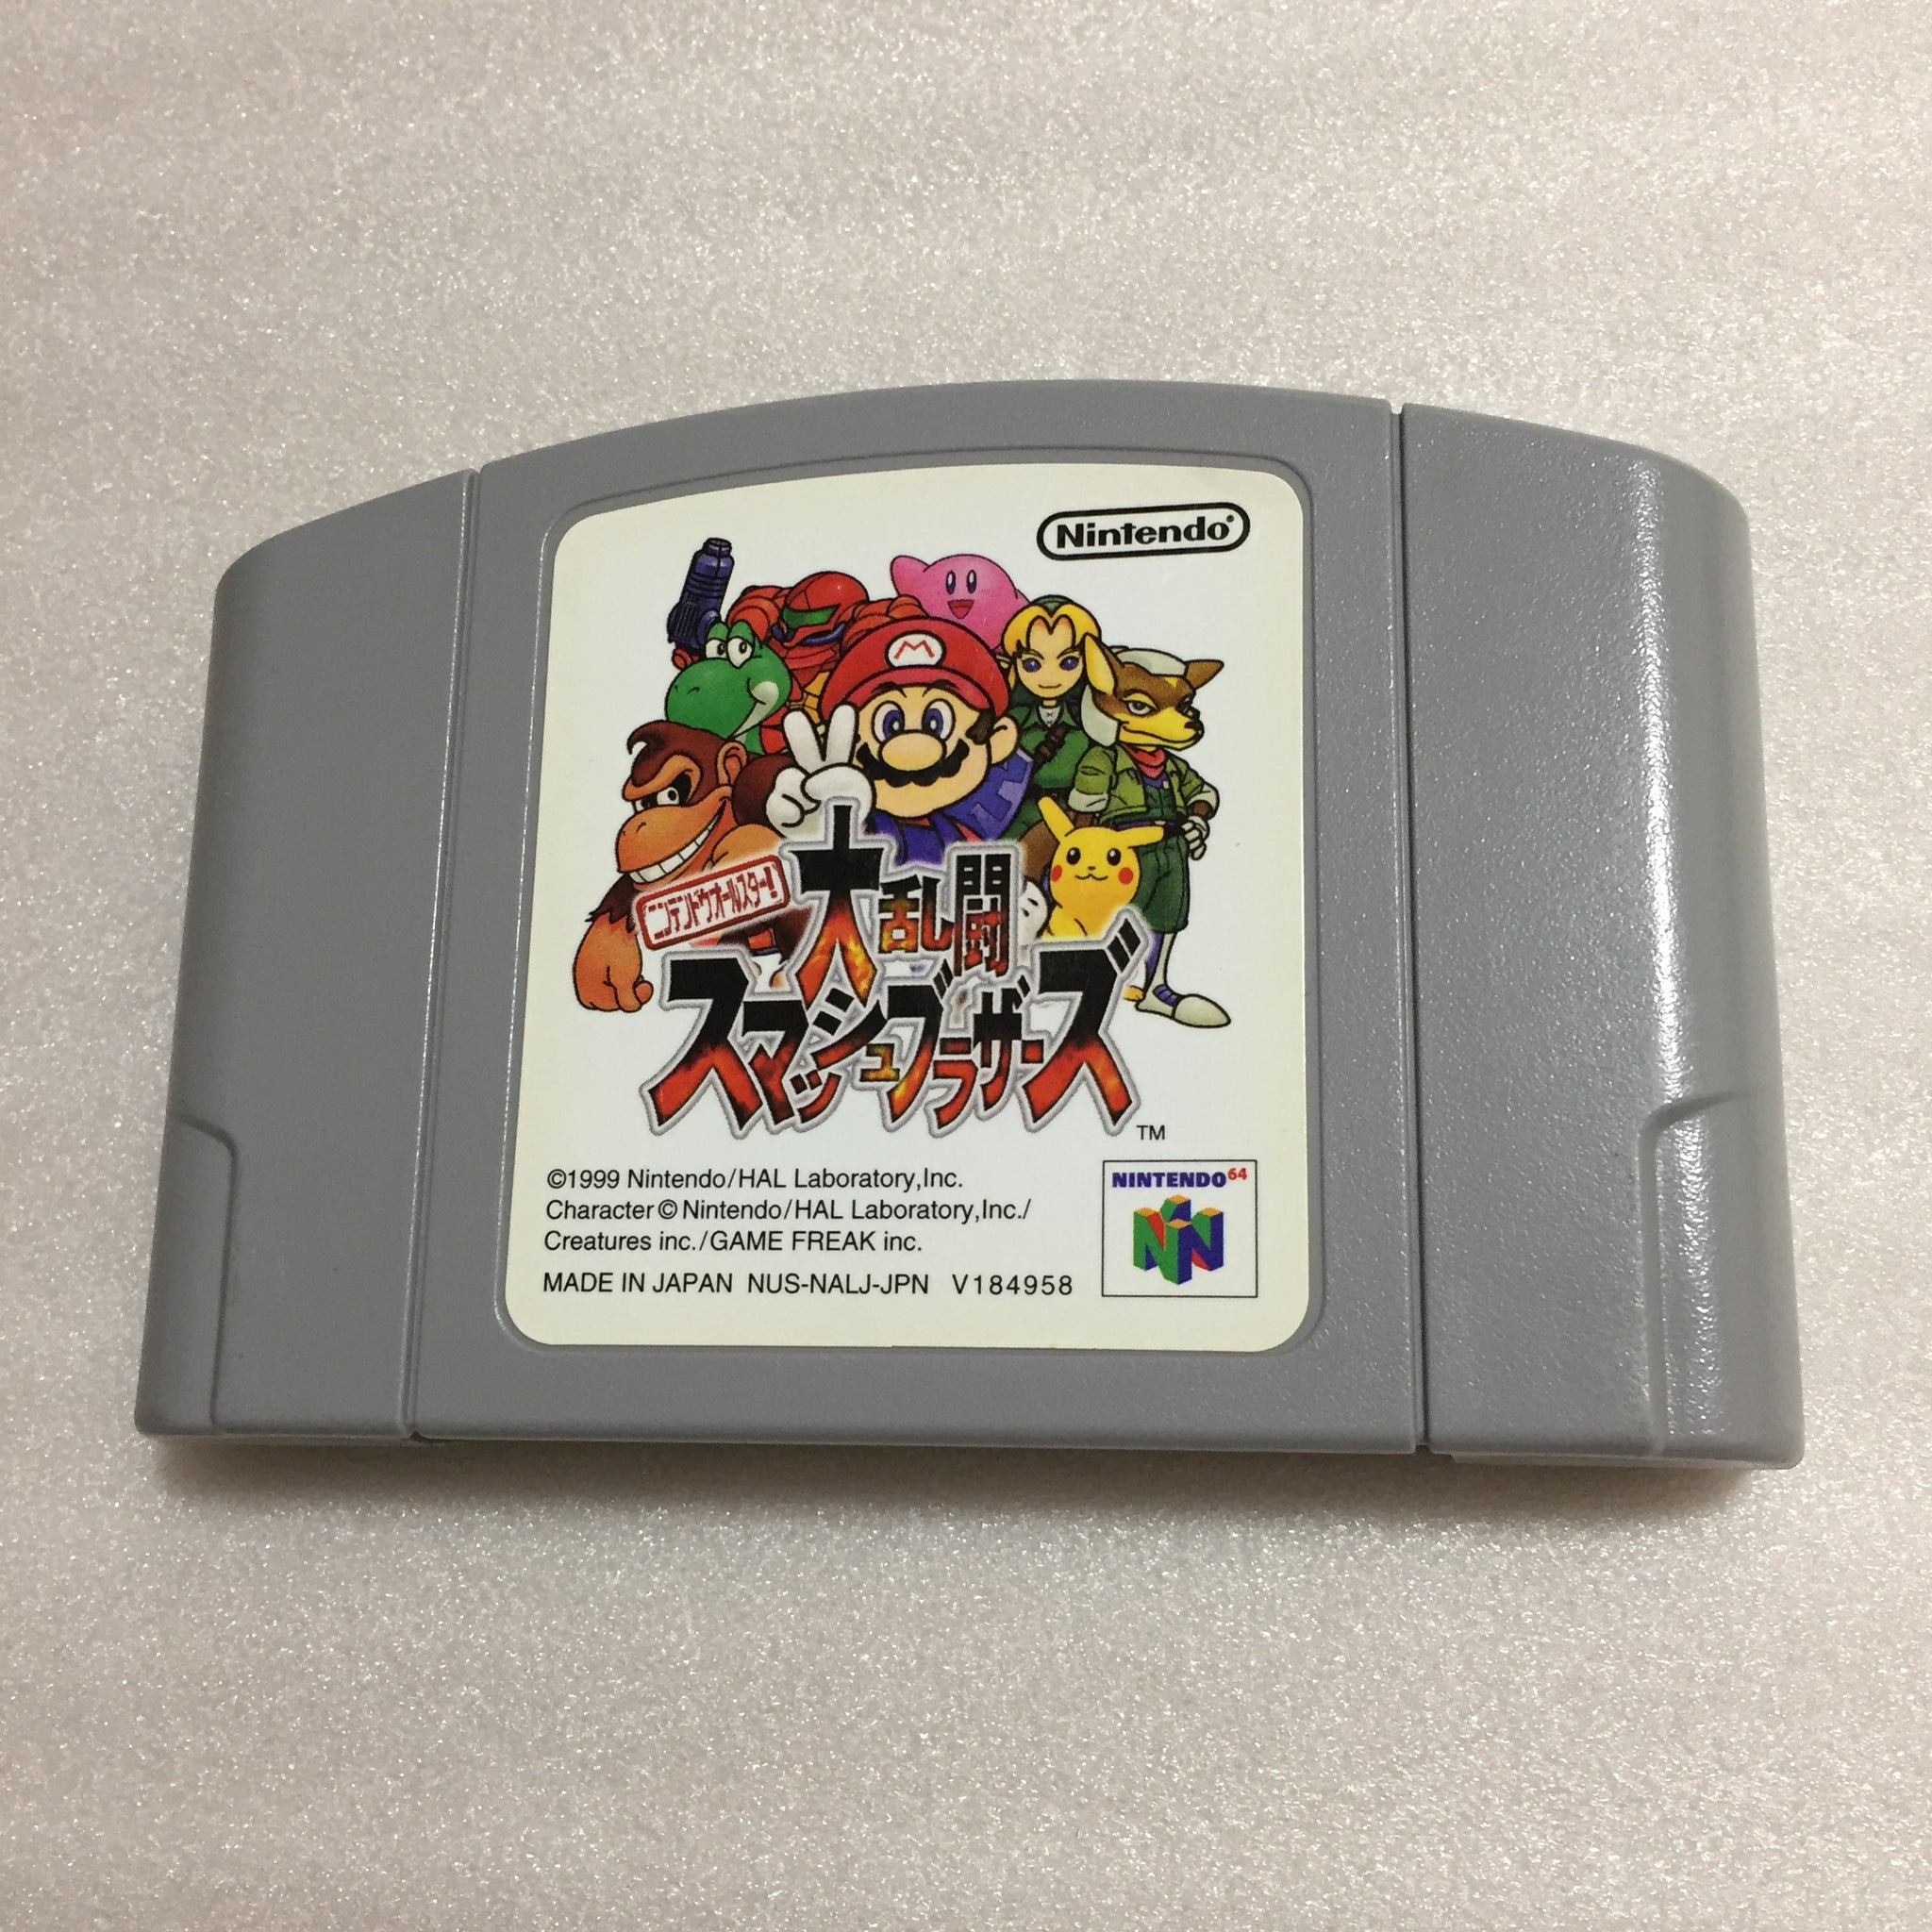 Nintendo®
M
ニンテンドウオールスター!
大乱闘
スマッシュブラザーズ
TM
©1999 Nintendo/HAL Laboratory,Inc.
Character©Nintendo/HAL Laboratory,Inc./
Creatures inc./GAME FREAK inc.
MADE IN JAPAN NUS-NALJ-JPN V184958
NINTENDO64